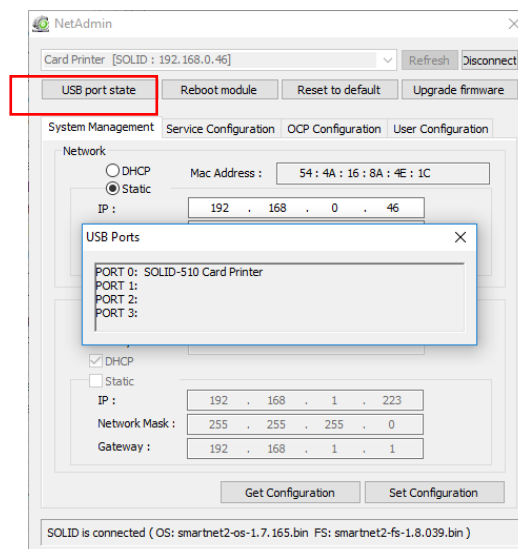 NetAdmin
Card Printer [SOLID : 192.168.0.46] Refresh Disconnect
USB port state Reboot module Reset to default Upgrade firmware
System Management Service Configuration OCP Configuration User Configuration
Network
DHCP Mac Address : 54 : 4A : 16 : 8A : 4E : 1C
Static
IP : 192 . 168 . 0 . 46
USB Ports
PORT 0: SOLID-510 Card Printer
PORT 1:
PORT 2:
PORT 3:
DHCP
Static
IP : 192 . 168 . 1 . 223
Network Mask : 255 . 255 . 255 . 0
Gateway : 192 . 168 . 1 . 1
Get Configuration Set Configuration
SOLID is connected ( OS: smartnet2-os-1.7.165.bin FS: smartnet2-fs-1.8.039.bin )